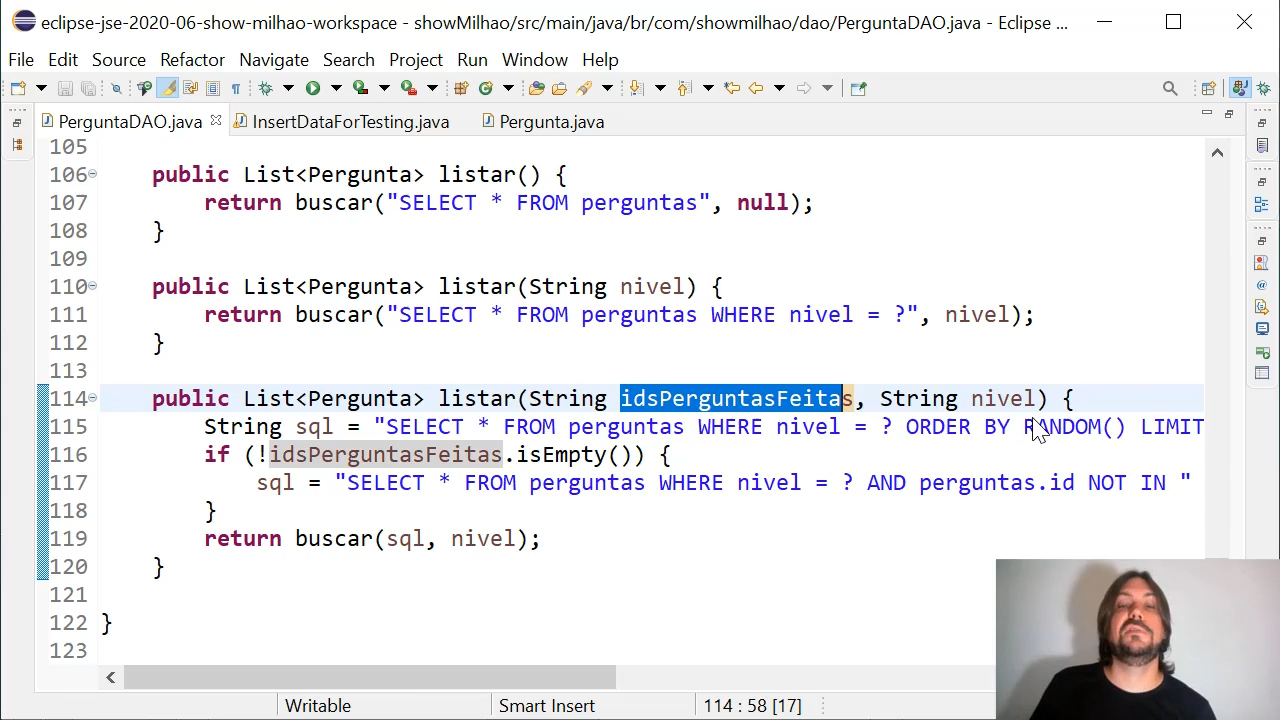 eclipse-jse-2020-06-show-milhao-workspace - showMilhao/src/main/java/br/com/showmilhao/dao/PerguntaDAO.java - Eclipse ...
File Edit Source Refactor Navigate Search Project Run Window Help
PerguntaDAO.java InsertDataForTesting.java Pergunta.java
105
106 public List<Pergunta> listar() {
107 return buscar("SELECT * FROM perguntas", null);
108 }
109
110 public List<Pergunta> listar(String nivel) {
111 return buscar("SELECT * FROM perguntas WHERE nivel = ?", nivel);
112 }
113
114 public List<Pergunta> listar(String idsPerguntasFeitas, String nivel) {
115 String sql = "SELECT * FROM perguntas WHERE nivel = ? ORDER BY RANDOM() LIMIT
116 if (!idsPerguntasFeitas.isEmpty()) {
117 sql = "SELECT * FROM perguntas WHERE nivel = ? AND perguntas.id NOT IN "
118 }
119 return buscar(sql, nivel);
120 }
121
122 }
123
Writable Smart Insert 114 : 58 [17]